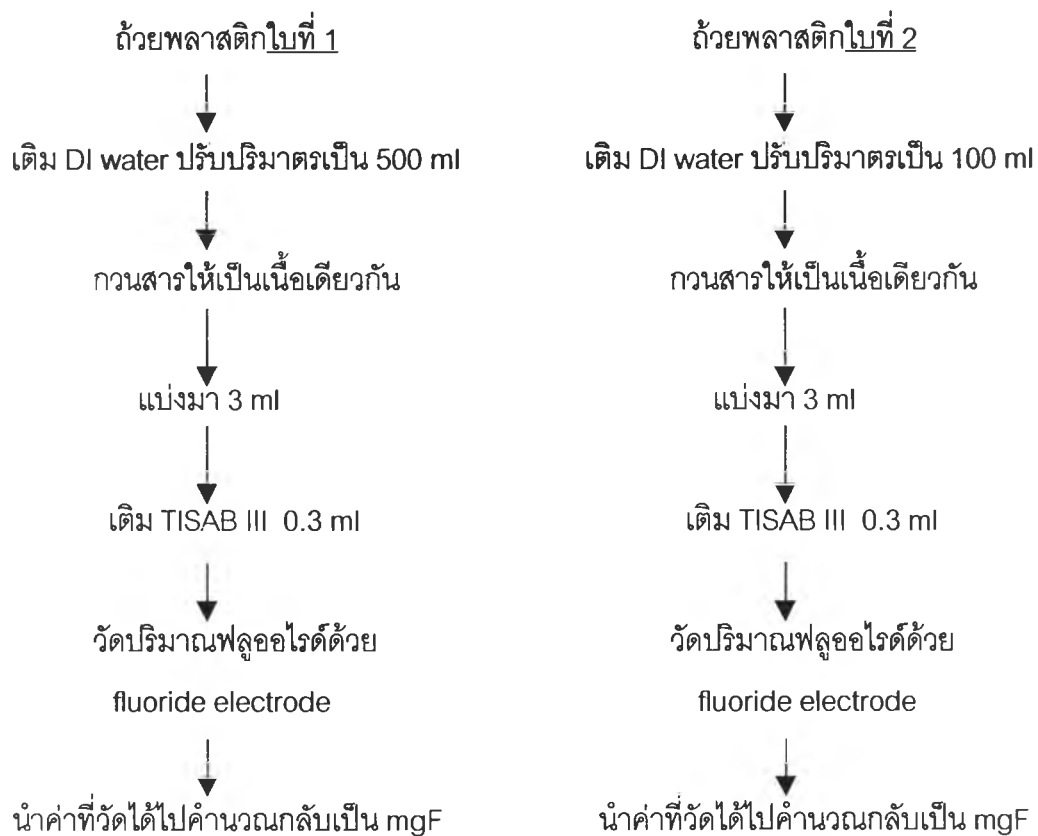 ถ้วยพลาสติกใบที่ 1
เติม DI water ปรับปริมาตรเป็น 500 ml
กวนสารให้เป็นเนื้อเดียวกัน
แบ่งมา 3 ml
เติม TISAB III 0.3 ml
วัดปริมาณฟลูออไรด์ด้วย
fluoride electrode
นำค่าที่วัดได้ไปคำนวณกลับเป็น mgF
ถ้วยพลาสติกใบที่ 2
เติม DI water ปรับปริมาตรเป็น 100 ml
กวนสารให้เป็นเนื้อเดียวกัน
แบ่งมา 3 ml
เติม TISAB III 0.3 ml
วัดปริมาณฟลูออไรด์ด้วย
fluoride electrode
นำค่าที่วัดได้ไปคำนวณกลับเป็น mgF